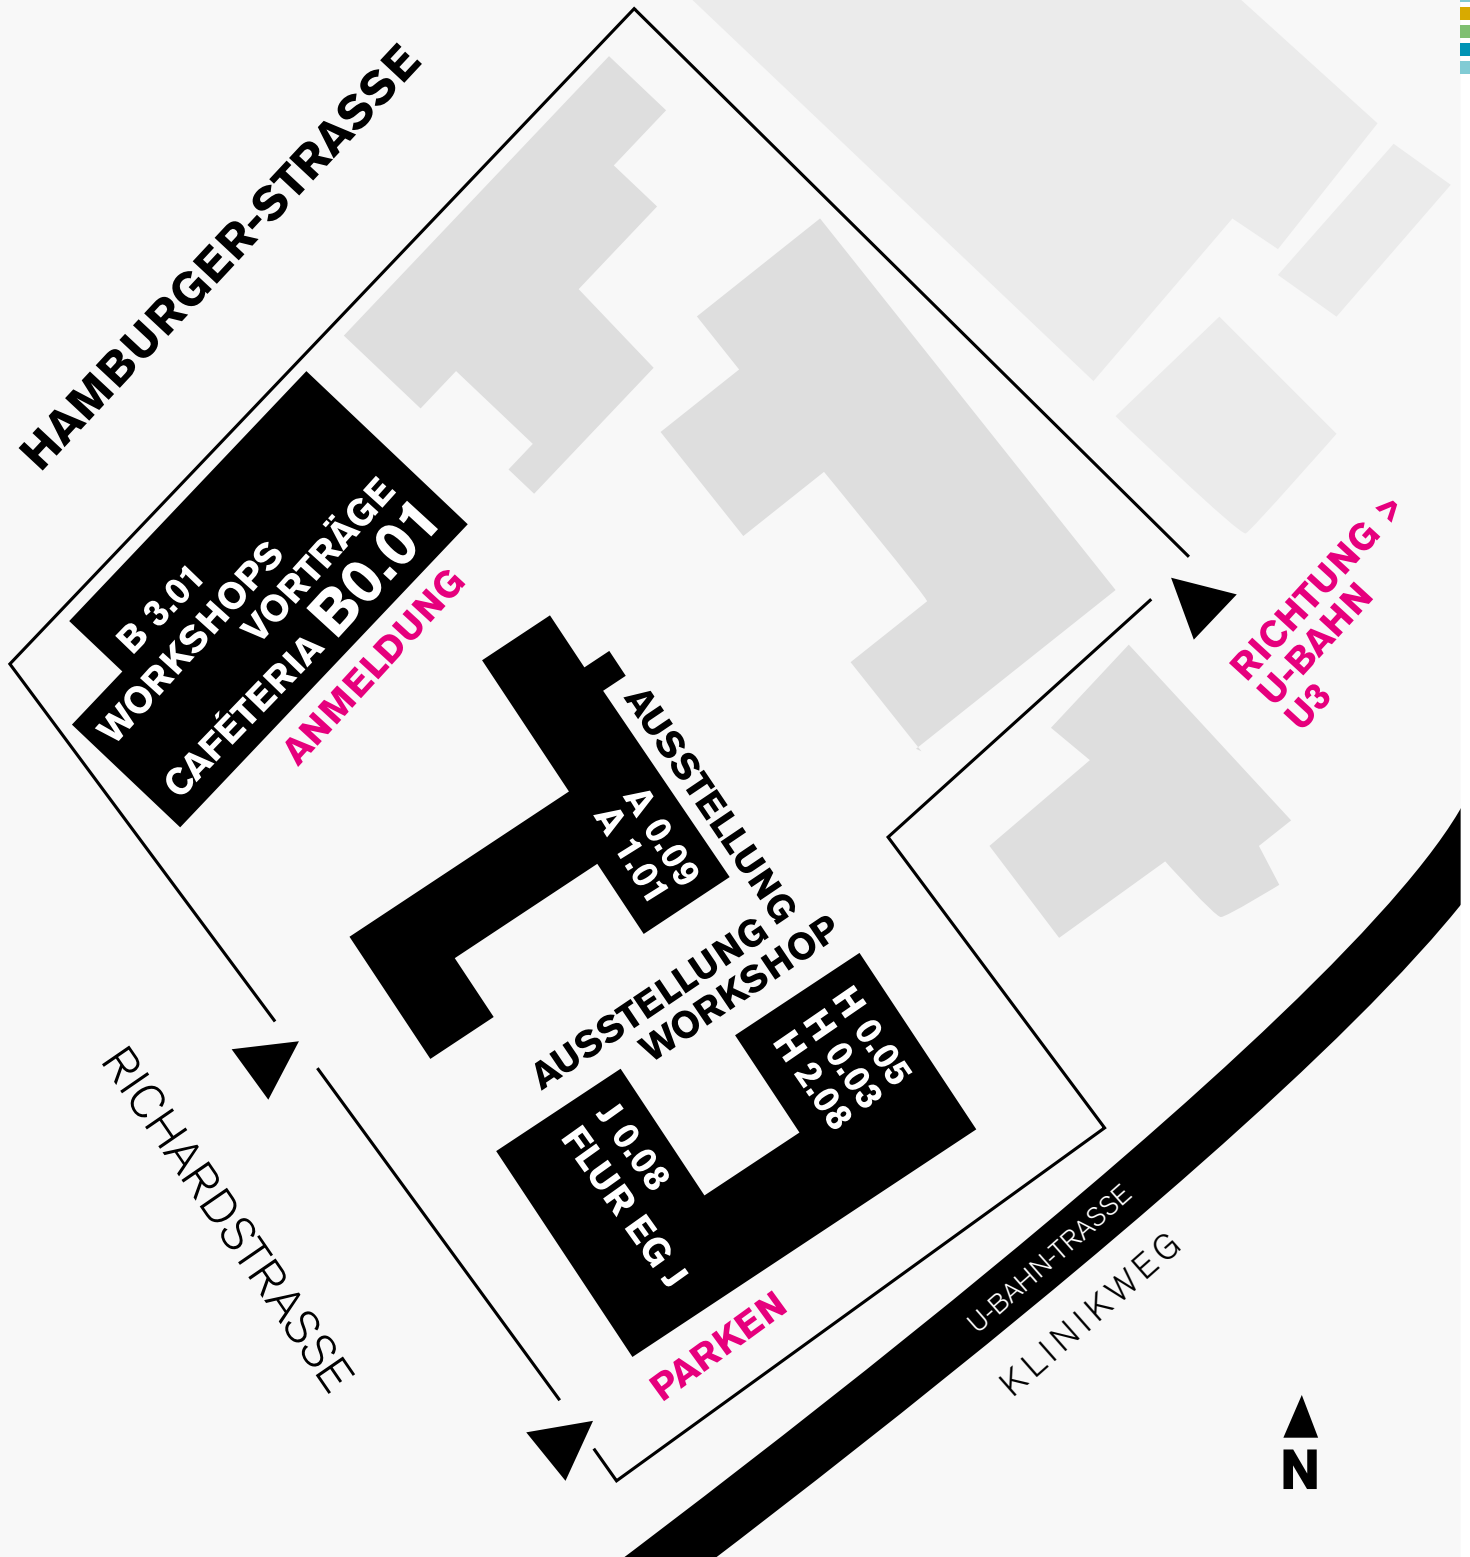 HAMBURGER-STRASSE
B 3.01
WORKSHOPS
VORTRÄGE
CAFÉTERIA B0.01
ANMELDUNG
RICHTUNG >
U-BAHN
U3
AUSSTELLUNG
A 0.09
A 1.01
AUSSTELLUNG
WORKSHOP
H 0.05
H 0.03
H 2.08
J 0.08
FLUR EG J
RICHARDSTRASSE
PARKEN
U-BAHN-TRASSE
KLINIKWEG
N